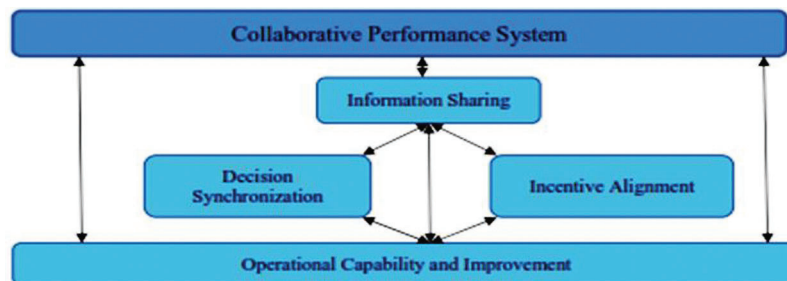 Collaborative Performance System
Information Sharing
Decision
Synchronization
Incentive Alignment
Operational Capability and Improvement